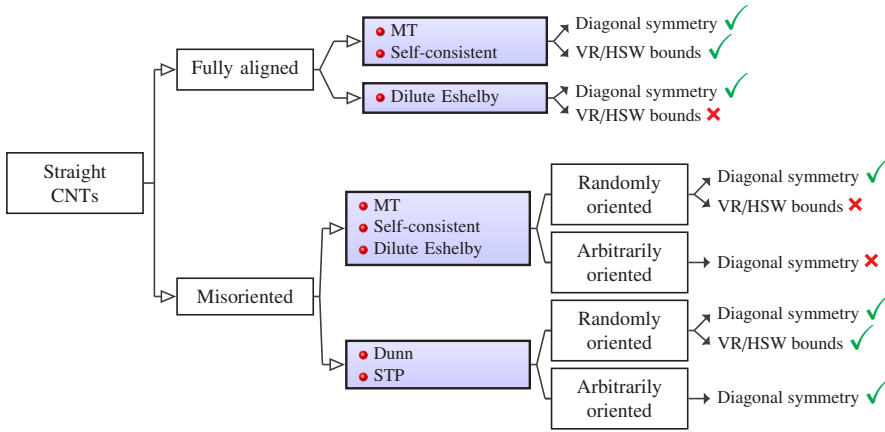 Straight
CNTs
Fully aligned
MT
Self-consistent
Diagonal symmetry ✓
VR/HSW bounds ✓
Dilute Eshelby
Diagonal symmetry ✓
VR/HSW bounds ✗
Misoriented
MT
Self-consistent
Dilute Eshelby
Randomly
oriented
Diagonal symmetry ✓
VR/HSW bounds ✗
Arbitrarily
oriented
Diagonal symmetry ✗
Dunn
STP
Randomly
oriented
Diagonal symmetry ✓
VR/HSW bounds ✓
Arbitrarily
oriented
Diagonal symmetry ✓